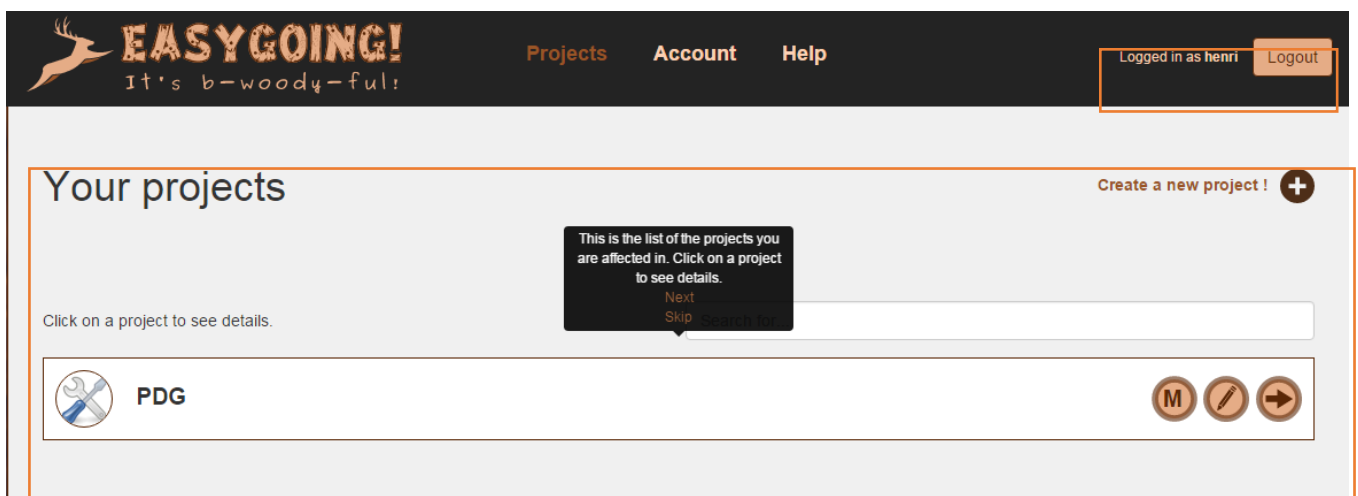 EASYGOING!
It's b-woody-ful!
Projects Account Help
Logged in as henri Logout
Your projects
Create a new project !
This is the list of the projects you
are affected in. Click on a project
to see details.
Next
Skip
Click on a project to see details.
Search for
PDG
M